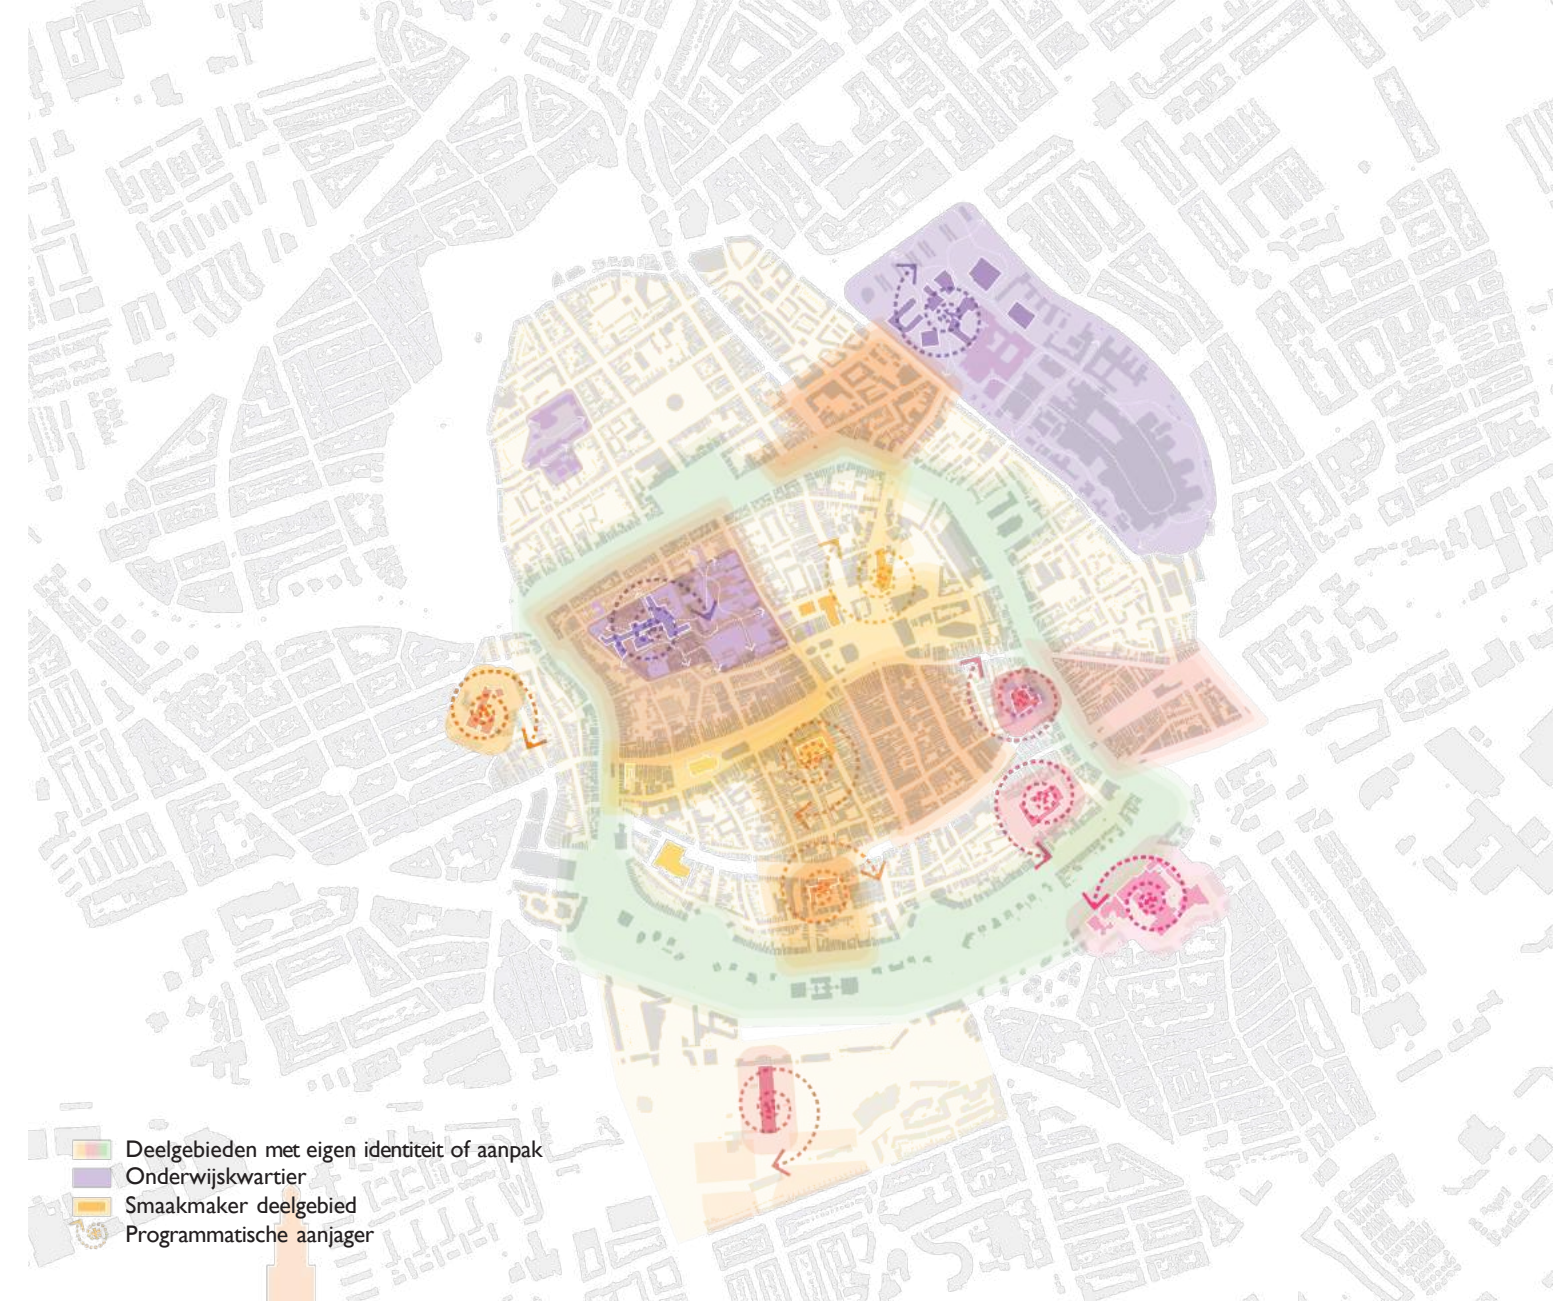 Deelgebieden met eigen identiteit of aanpak
Onderwijskwartier
Smaakmaker deelgebied
Programmatische aanjager